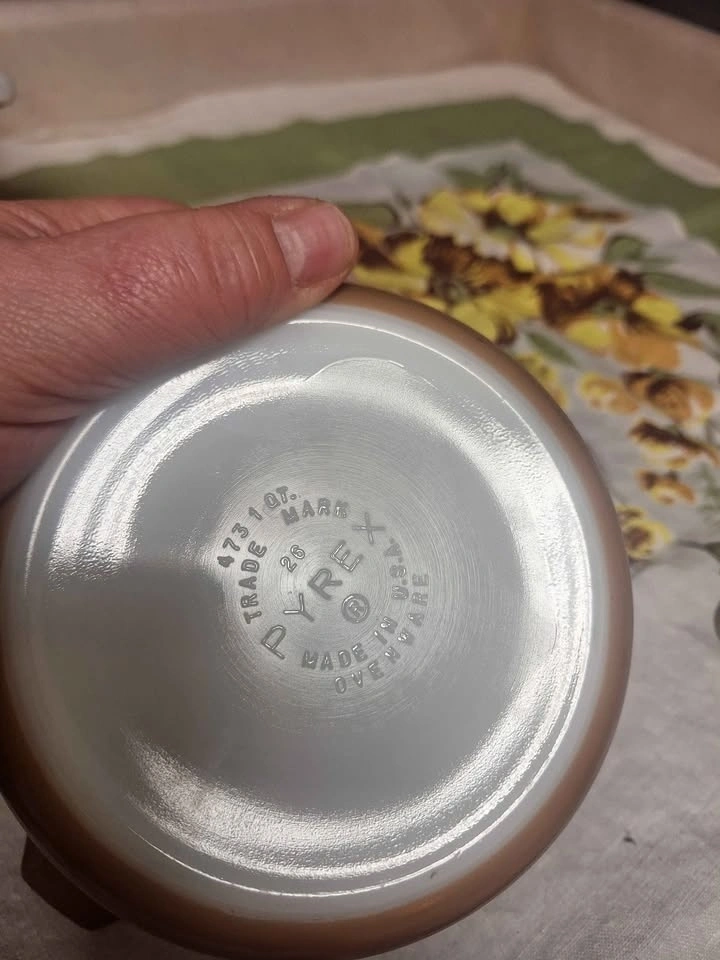 473 1 QT.
TRADE MARK
26
PYREX
®
MADE IN U.S.A.
OVENWARE